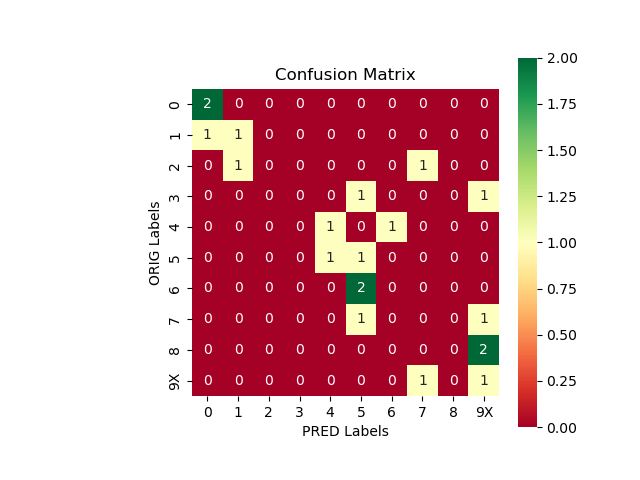 Confusion Matrix
ORIG Labels
0 2 0 0 0 0 0 0 0 0 0
1 1 1 0 0 0 0 0 0 0 0
2 0 1 0 0 0 0 0 1 0 0
3 0 0 0 0 0 1 0 0 0 1
4 0 0 0 0 1 0 1 0 0 0
5 0 0 0 0 1 1 0 0 0 0
6 0 0 0 0 0 2 0 0 0 0
7 0 0 0 0 0 1 0 0 0 1
8 0 0 0 0 0 0 0 0 0 2
9X 0 0 0 0 0 0 0 1 0 1
0 1 2 3 4 5 6 7 8 9X
PRED Labels
2.00
1.75
1.50
1.25
1.00
0.75
0.50
0.25
0.00